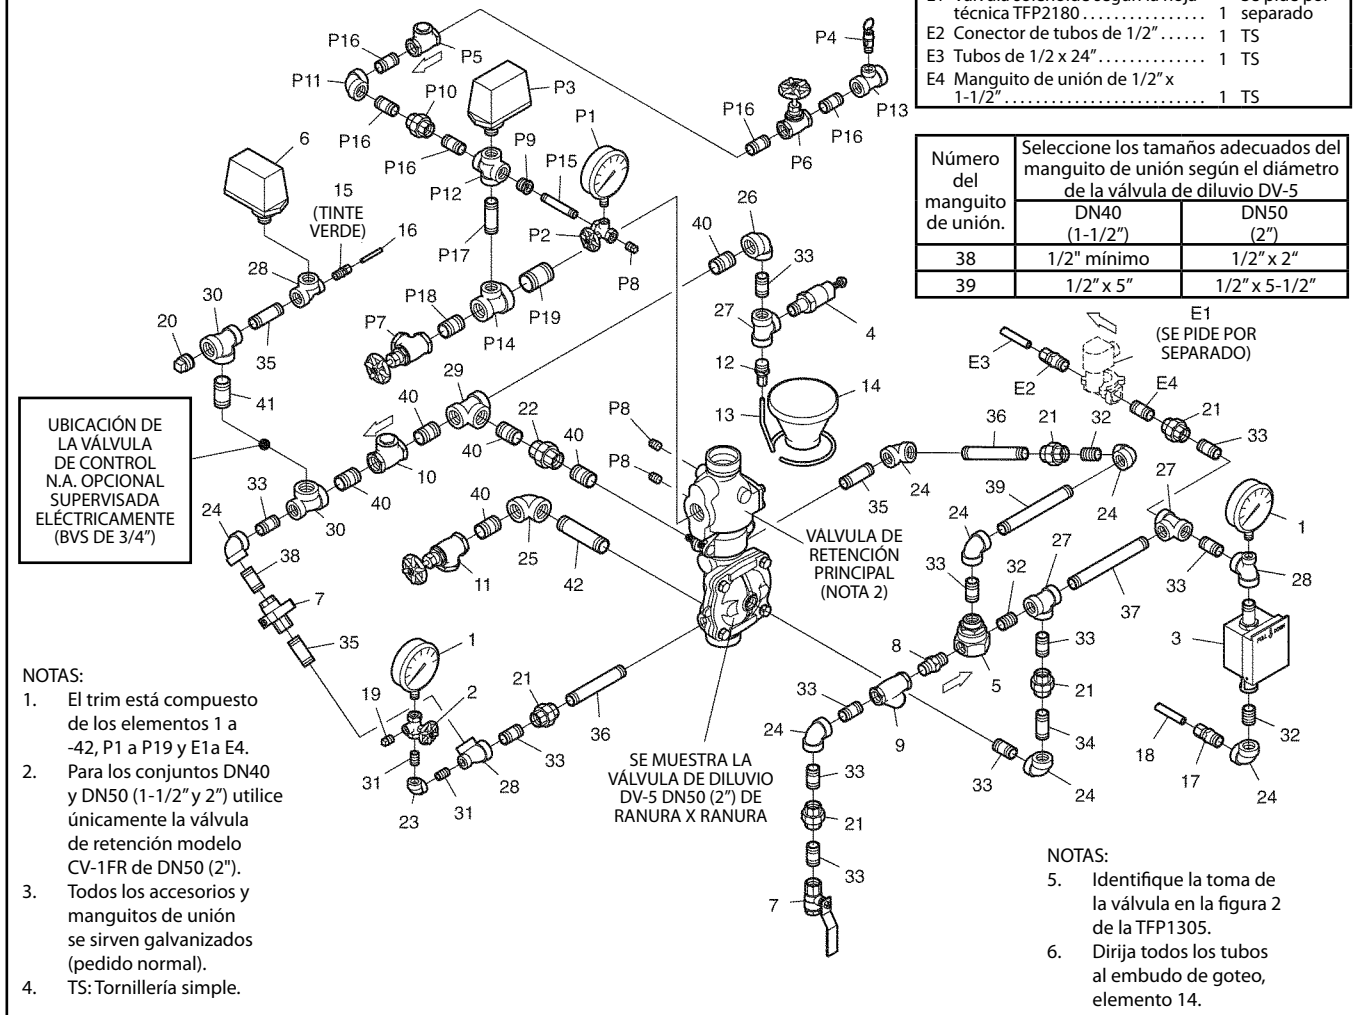 técnica TFP2180................ 1 separado
E2 Conector de tubos de 1/2”...... 1 TS
E3 Tubos de 1/2 x 24”.............. 1 TS
E4 Manguito de unión de 1/2” x
1-1/2”.......................... 1 TS
Número
del
manguito
de unión.
Seleccione los tamaños adecuados del
manguito de unión según el diámetro
de la válvula de diluvio DV-5
DN40
(1-1/2”)
DN50
(2”)
38 1/2" mínimo 1/2” x 2“
39 1/2” x 5” 1/2” x 5-1/2”
P16
P5
P4
P11
P10
P3
P1
P13
P16
P16
P6
P16
P16
P12
P9
P15
6
15
(TINTE
VERDE)
16
P17
P2
P8
26
40
33
28
30
20
35
41
P18
P19
P7
P14
27
4
E1
(SE PIDE POR
SEPARADO)
E3
E2
E4
21
33
12
14
13
29
40
22
40
40
10
40
P8
P8
36
21
32
24
35
24
39
27
1
UBICACIÓN DE
LA VÁLVULA
DE CONTROL
N.A. OPCIONAL
SUPERVISADA
ELÉCTRICAMENTE
(BVS DE 3/4”)
24
33
30
38
7
35
40
25
42
11
VALVULA DE
RETENCIÓN
PRINCIPAL
(NOTA 2)
24
33
32
27
37
33
28
3
1
19
2
21
36
33
28
31
23
31
8
5
33
21
34
33
24
9
24
33
33
21
33
7
18
17
32
24
SE MUESTRA LA
VÁLVULA DE DILUVIO
DV-5 DN50 (2”) DE
RANURA X RANURA
NOTAS:
1. El trim está compuesto
de los elementos 1 a
-42, P1 a P19 y E1a E4.
2. Para los conjuntos DN40
y DN50 (1-1/2” y 2”) utilice
únicamente la válvula
de retención modelo
CV-1FR de DN50 (2").
3. Todos los accesorios y
manguitos de unión
se sirven galvanizados
(pedido normal).
4. TS: Tornillería simple.
NOTAS:
5. Identifique la toma de
la válvula en la figura 2
de la TFP1305.
6. Dirija todos los tubos
al embudo de goteo,
elemento 14.